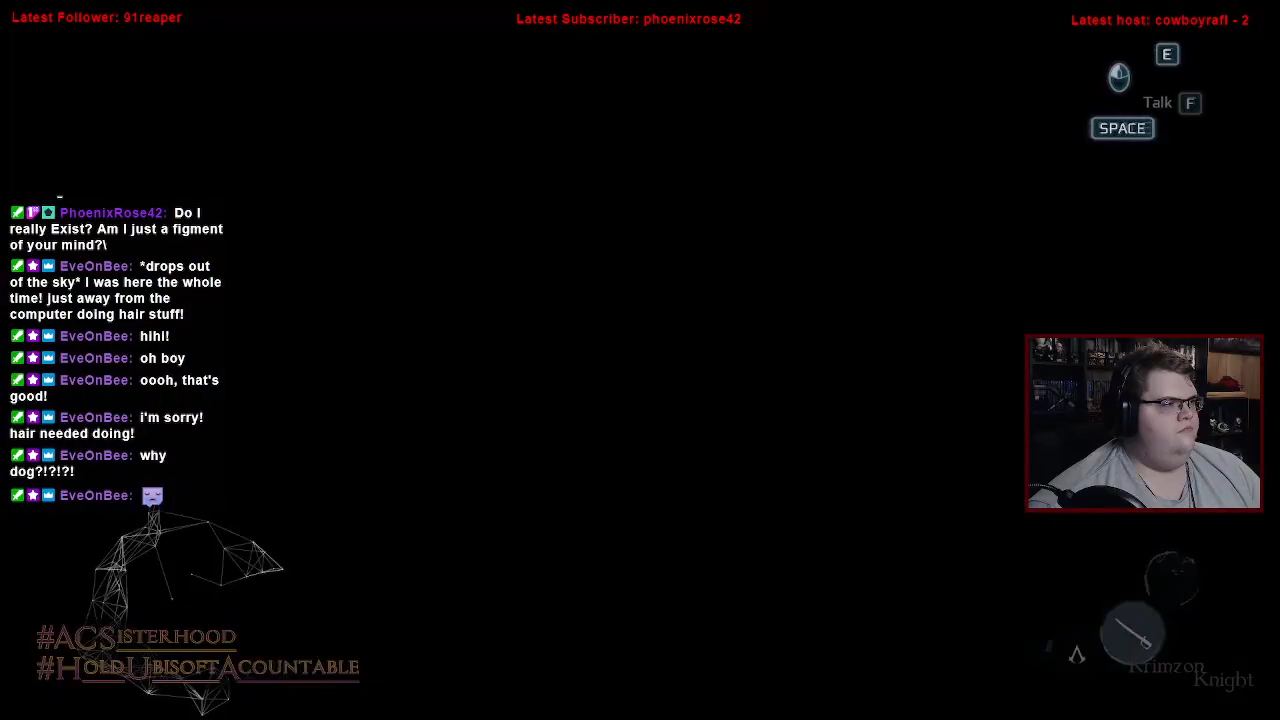 Latest Follower: 91reaper
Latest Subscriber: phoenixrose42
Latest host: cowboyrafl - 2
E
Talk F
SPACE
PhoenixRose42: Do I
really Exist? Am I just a figment
of your mind?\
EveOnBee: *drops out
of the sky* I was here the whole
time! just away from the
computer doing hair stuff!
EveOnBee: hihi!
EveOnBee: oh boy
EveOnBee: oooh, that's
good!
EveOnBee: i'm sorry!
hair needed doing!
EveOnBee: why
dog?!?!?!
EveOnBee:
#ACSisterhood
#HoldUbisoftAcountable
Krimzon
Knight